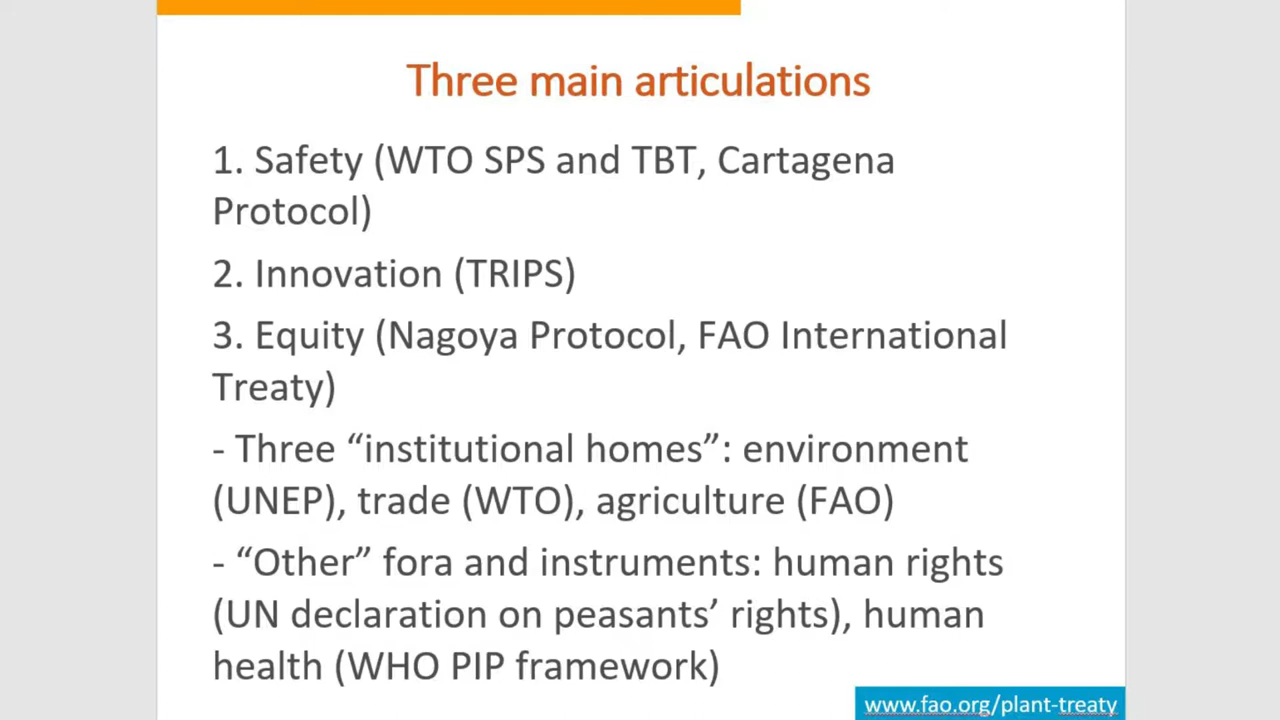 Three main articulations
1. Safety (WTO SPS and TBT, Cartagena
Protocol)
2. Innovation (TRIPS)
3. Equity (Nagoya Protocol, FAO International
Treaty)
- Three “institutional homes”: environment
(UNEP), trade (WTO), agriculture (FAO)
- “Other” fora and instruments: human rights
(UN declaration on peasants’ rights), human
health (WHO PIP framework)
www.fao.org/plant-treaty